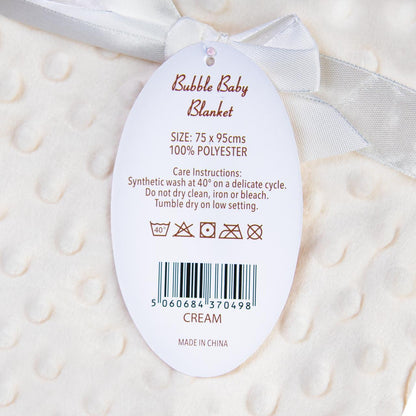 Bubble Baby
Blanket
SIZE: 75 x 95cms
100% POLYESTER
Care Instructions:
Synthetic wash at 40° on a delicate cycle.
Do not dry clean, iron or bleach.
Tumble dry on low setting.
40°
5 060684 370498
CREAM
MADE IN CHINA